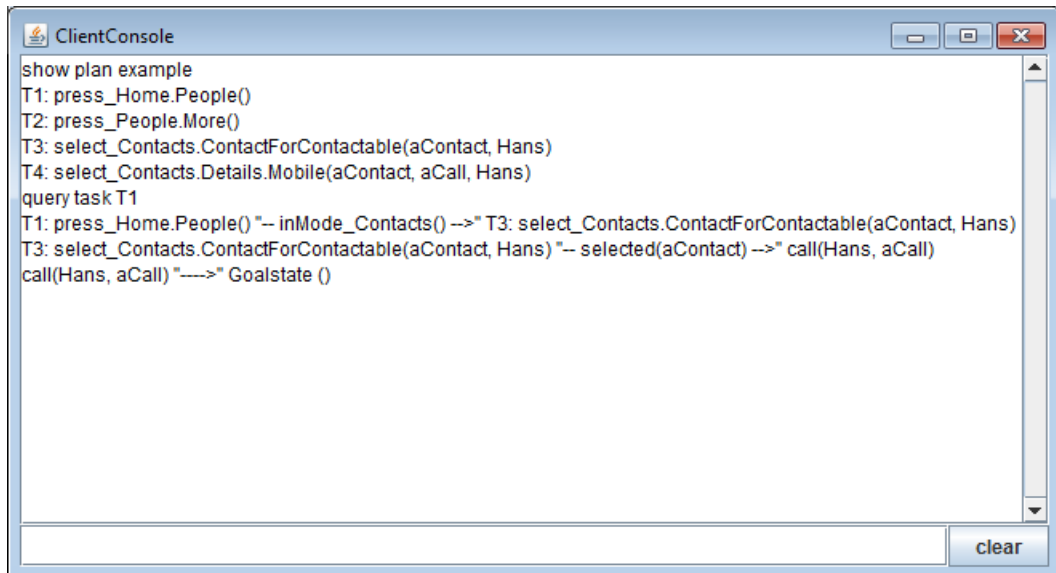 ClientConsole
show plan example
T1: press_Home.People()
T2: press_People.More()
T3: select_Contacts.ContactForContactable(aContact, Hans)
T4: select_Contacts.Details.Mobile(aContact, aCall, Hans)
query task T1
T1: press_Home.People() "-- inMode_Contacts() -->" T3: select_Contacts.ContactForContactable(aContact, Hans)
T3: select_Contacts.ContactForContactable(aContact, Hans) "-- selected(aContact) -->" call(Hans, aCall)
call(Hans, aCall) "---->" Goalstate ()
clear